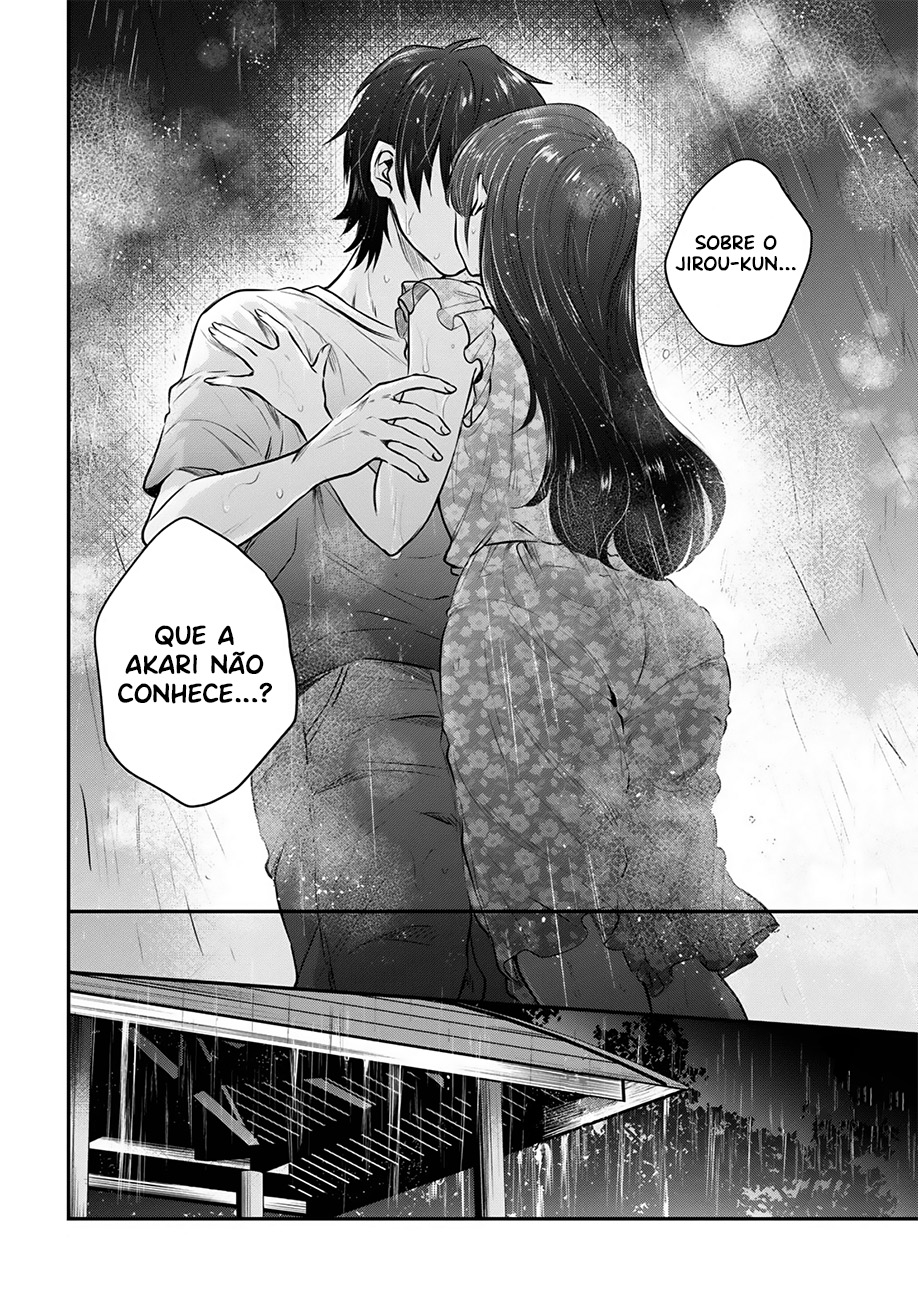 SOBRE O
JIROU-KUN...
QUE A
AKARI NÃO
CONHECE...?